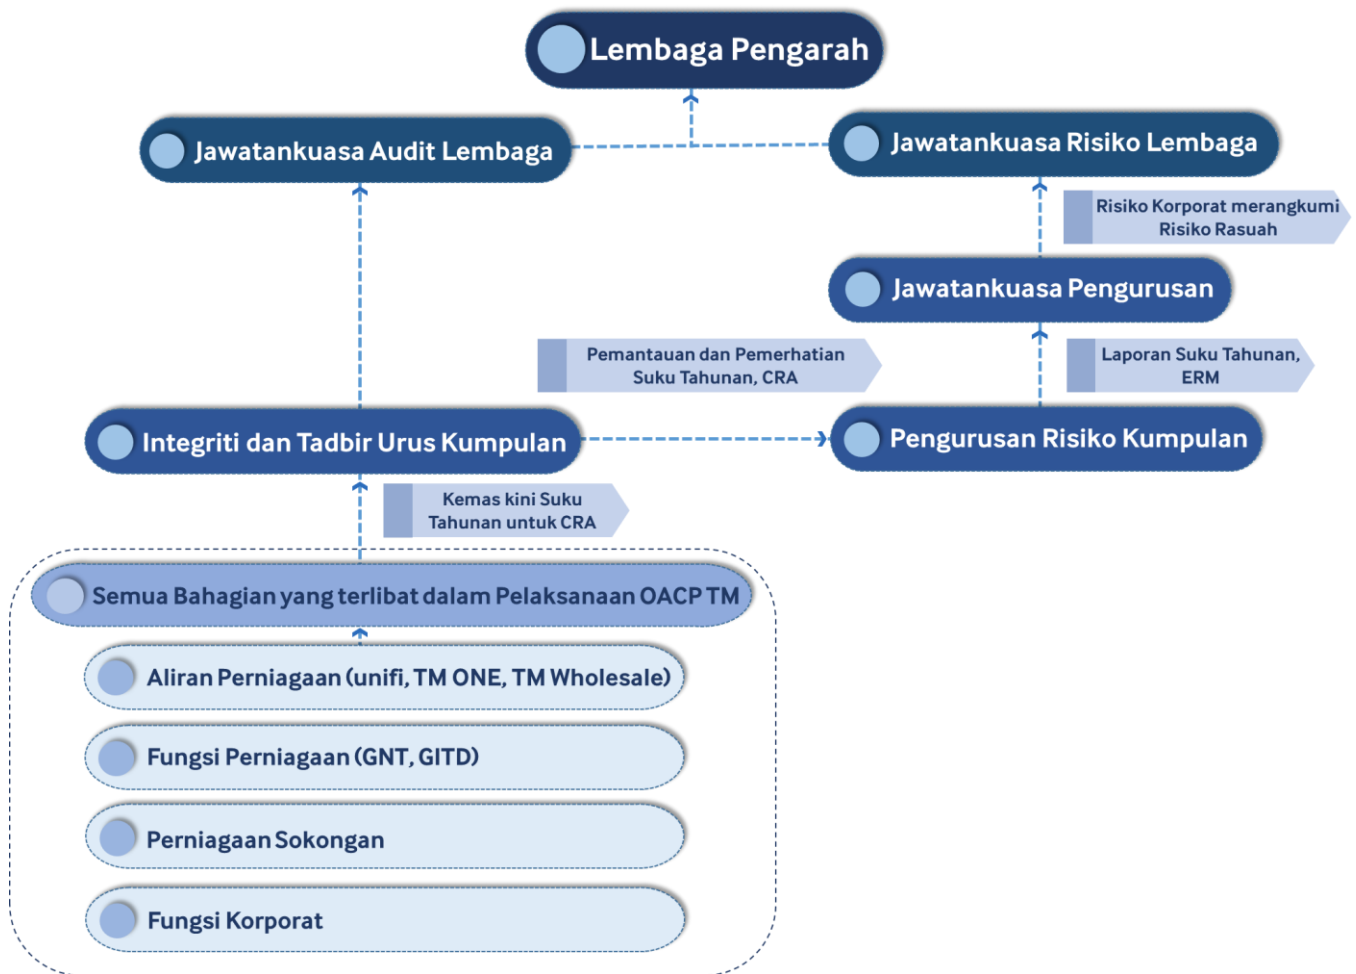 Lembaga Pengarah
Jawatankuasa Audit Lembaga
Jawatankuasa Risiko Lembaga
Risiko Korporat merangkumi
Risiko Rasuah
Jawatankuasa Pengurusan
Pemantauan dan Pemerhatian
Suku Tahunan, CRA
Laporan Suku Tahunan,
ERM
Integriti dan Tadbir Urus Kumpulan
Pengurusan Risiko Kumpulan
Kemas kini Suku
Tahunan untuk CRA
Semua Bahagian yang terlibat dalam Pelaksanaan OACP TM
Aliran Perniagaan (unifi, TM ONE, TM Wholesale)
Fungsi Perniagaan (GNT, GITD)
Perniagaan Sokongan
Fungsi Korporat